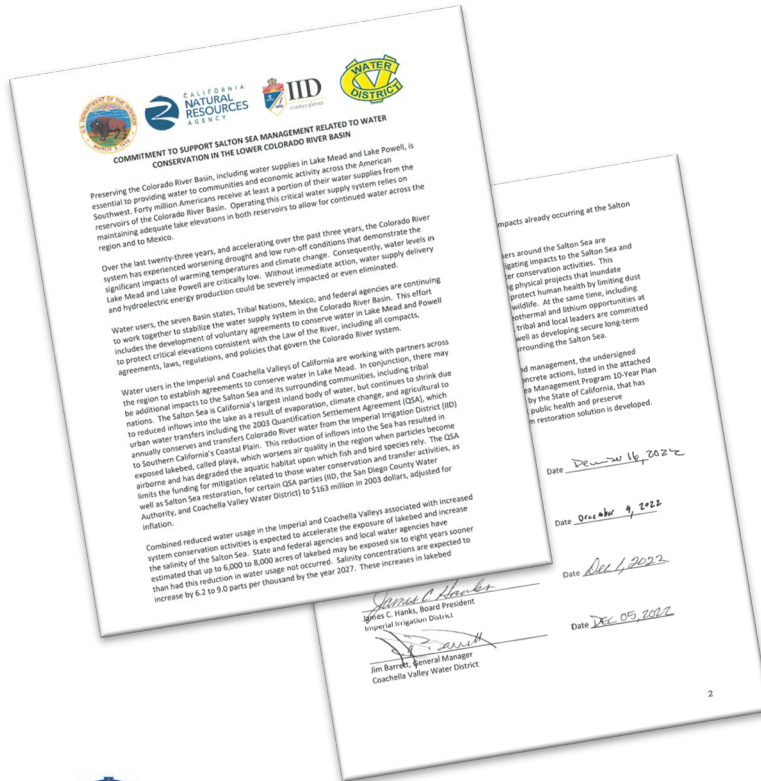 U.S. DEPARTMENT OF THE INTERIOR
MARCH 3, 1849
CALIFORNIA
NATURAL
RESOURCES
AGENCY
IID
A century of service.
WATER
CV
DISTRICT
COMMITMENT TO SUPPORT SALTON SEA MANAGEMENT RELATED TO WATER
CONSERVATION IN THE LOWER COLORADO RIVER BASIN
Preserving the Colorado River Basin, including water supplies in Lake Mead and Lake Powell, is
essential to providing water to communities and economic activity across the American
Southwest. Forty million Americans receive at least a portion of their water supplies from the
reservoirs of the Colorado River Basin. Operating this critical water supply system relies on
maintaining adequate lake elevations in both reservoirs to allow for continued water across the
region and to Mexico.
Over the last twenty-three years, and accelerating over the past three years, the Colorado River
system has experienced worsening drought and low run-off conditions that demonstrate the
significant impacts of warming temperatures and climate change. Consequently, water levels in
Lake Mead and Lake Powell are critically low. Without immediate action, water supply delivery
and hydroelectric energy production could be severely impacted or even eliminated.
Water users, the seven Basin states, Tribal Nations, Mexico, and federal agencies are continuing
to work together to stabilize the water supply system in the Colorado River Basin. This effort
includes the development of voluntary agreements to conserve water in Lake Mead and Powell
to protect critical elevations consistent with the Law of the River, including all compacts,
agreements, laws, regulations, and policies that govern the Colorado River system.
Water users in the Imperial and Coachella Valleys of California are working with partners across
the region to establish agreements to conserve water in Lake Mead. In conjunction, there may
be additional impacts to the Salton Sea and its surrounding communities, including tribal
nations. The Salton Sea is California's largest inland body of water, but continues to shrink due
to reduced inflows into the lake as a result of evaporation, climate change, and agricultural to
urban water transfers including the 2003 Quantification Settlement Agreement (QSA), which
annually conserves and transfers Colorado River water from the Imperial Irrigation District (IID)
to Southern California's Coastal Plain. This reduction of inflows into the Sea has resulted in
exposed lakebed, called playa, which worsens air quality in the region when particles become
airborne and has degraded the aquatic habitat upon which fish and bird species rely. The QSA
limits the funding for mitigation related to those water conservation and transfer activities, as
well as Salton Sea restoration, for certain QSA parties (IID, the San Diego County Water
Authority, and Coachella Valley Water District) to $163 million in 2003 dollars, adjusted for
inflation.
Combined reduced water usage in the Imperial and Coachella Valleys associated with increased
system conservation activities is expected to accelerate the exposure of lakebed and increase
the salinity of the Salton Sea. State and federal agencies and local water agencies have
estimated that up to 6,000 to 8,000 acres of lakebed may be exposed six to eight years sooner
than had this reduction in water usage not occurred. Salinity concentrations are expected to
increase by 6.2 to 9.0 parts per thousand by the year 2027. These increases in lakebed
mpacts already occurring at the Salton
ers around the Salton Sea are
igating impacts to the Salton Sea and
er conservation activities. This
g physical projects that inundate
protect human health by limiting dust
wildlife. At the same time, including
eothermal and lithium opportunities at
tribal and local leaders are committed
well as developing secure long-term
rrounding the Salton Sea.
nd management, the undersigned
oncrete actions, listed in the attached
ea Management Program 10-Year Plan
by the State of California, that has
public health and preserve
m restoration solution is developed.
Date
Date December 4, 2022
James C Hanks Date Dec 1, 2022
James C. Hanks, Board President
Imperial Irrigation District
Date DEC 05, 2022
Jim Barrett, General Manager
Coachella Valley Water District
2